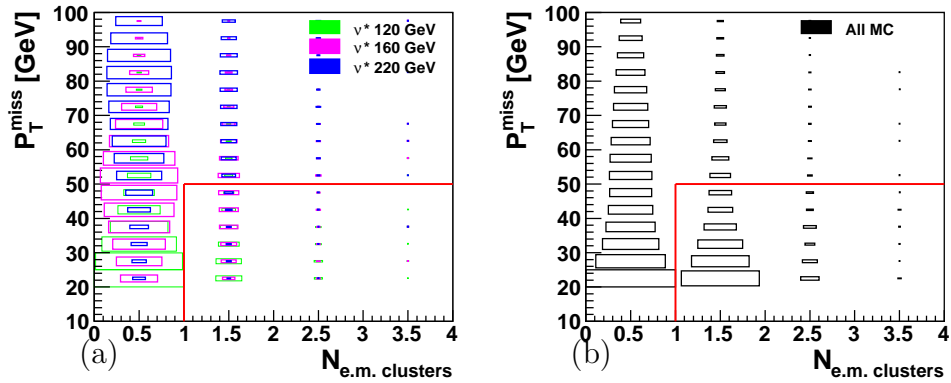 P_T^miss [GeV]
100
90
80
70
60
50
40
30
20
10
0
0 0.5 1 1.5 2 2.5 3 3.5 4
N_e.m. clusters
ν* 120 GeV
ν* 160 GeV
ν* 220 GeV
(a)
P_T^miss [GeV]
100
90
80
70
60
50
40
30
20
10
0
0 0.5 1 1.5 2 2.5 3 3.5 4
N_e.m. clusters
All MC
(b)